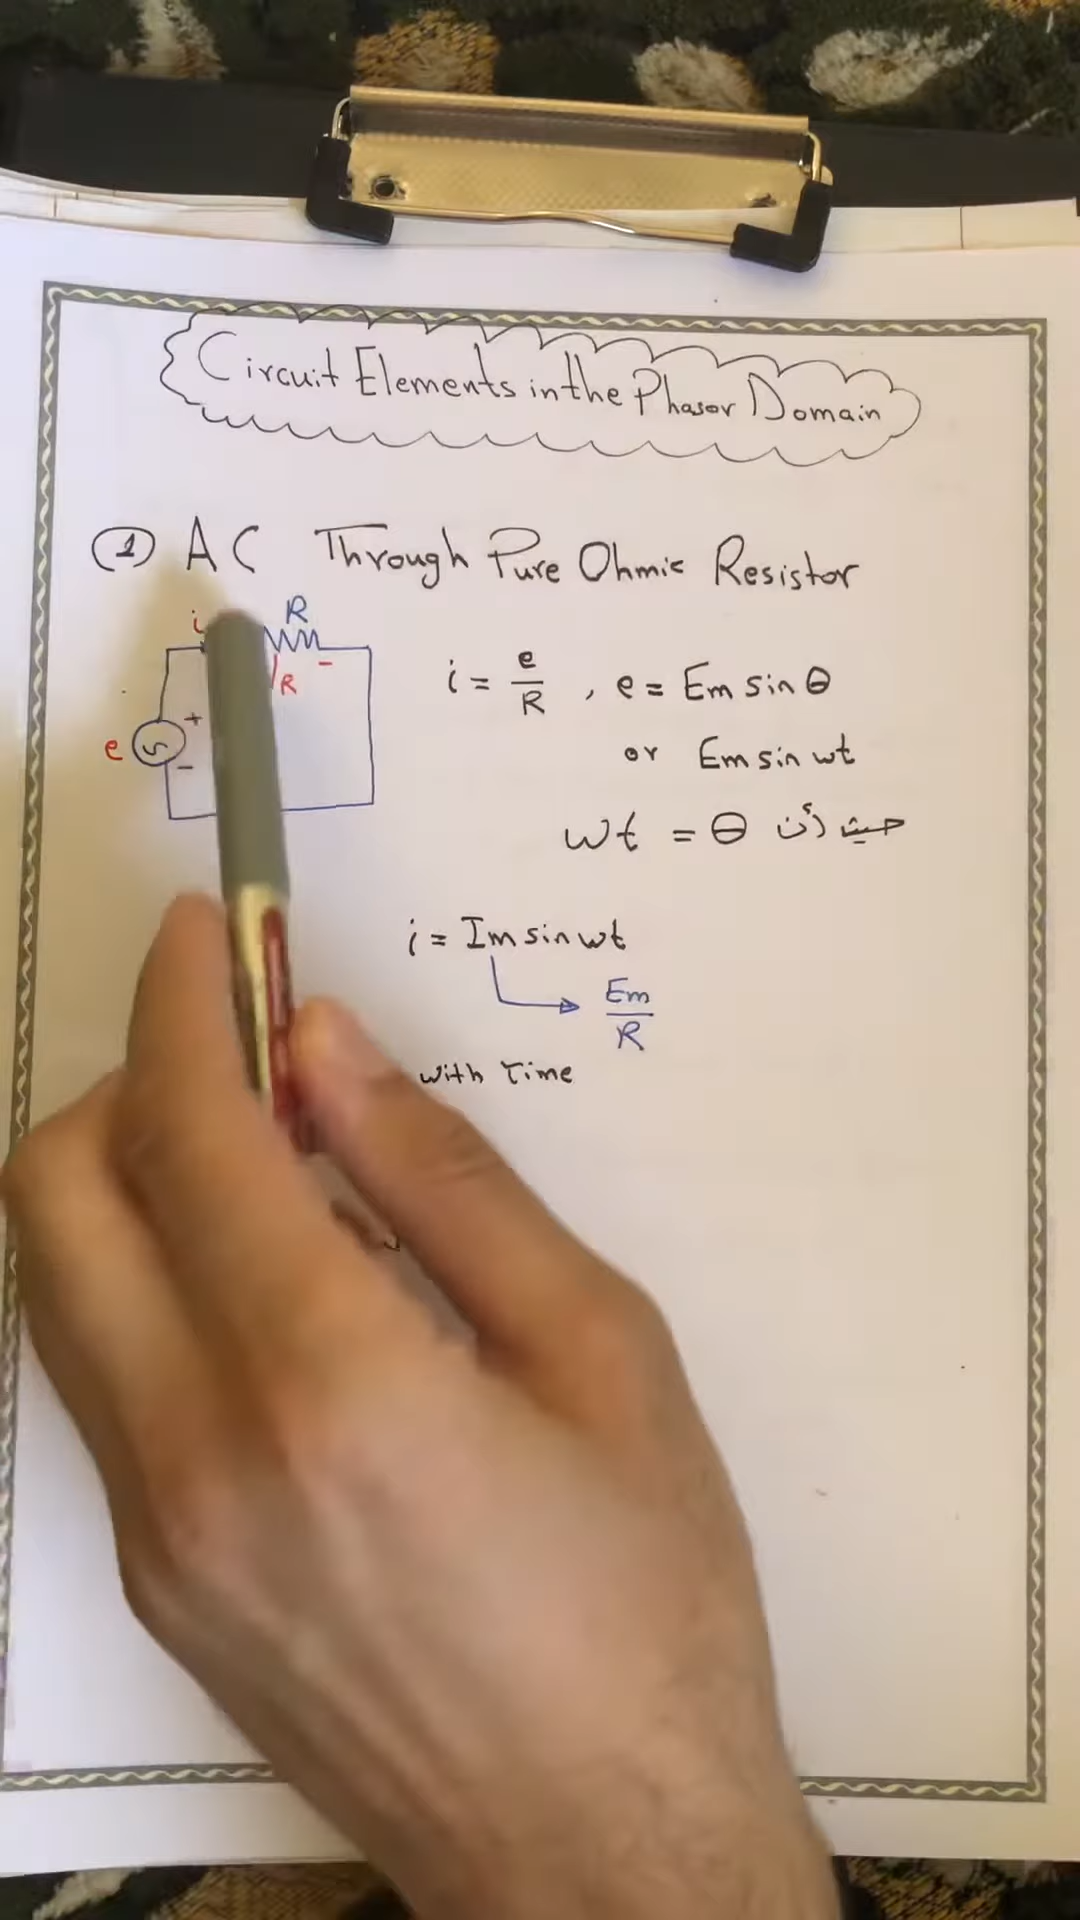 Circuit Elements in the Phasor Domain
(1) AC Through Pure Ohmic Resistor
i
R
R -
e + -
i = e/R , e = Em sin θ
or Em sin wt
wt = θ حيث أن
i = Im sin wt
Em/R
with Time